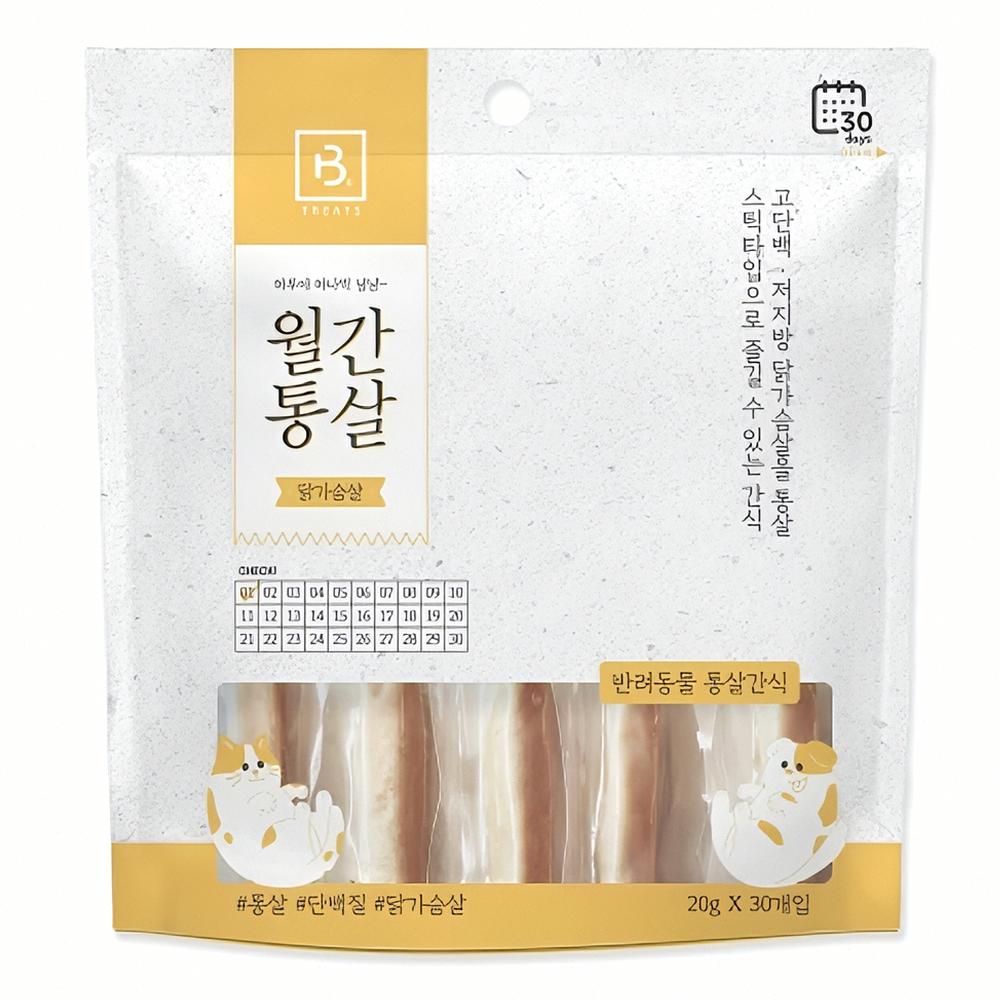 30
days
B
TREATS
고단백 · 저지방 닭가슴살을 통살
스틱타입으로 즐길 수 있는 간식
월간
통살
닭가슴살
01 02 03 04 05 06 07 08 09 10
11 12 13 14 15 16 17 18 19 20
21 22 23 24 25 26 27 28 29 30
반려동물 통살간식
#통살 #단백질 #닭가슴살
20g X 30개입